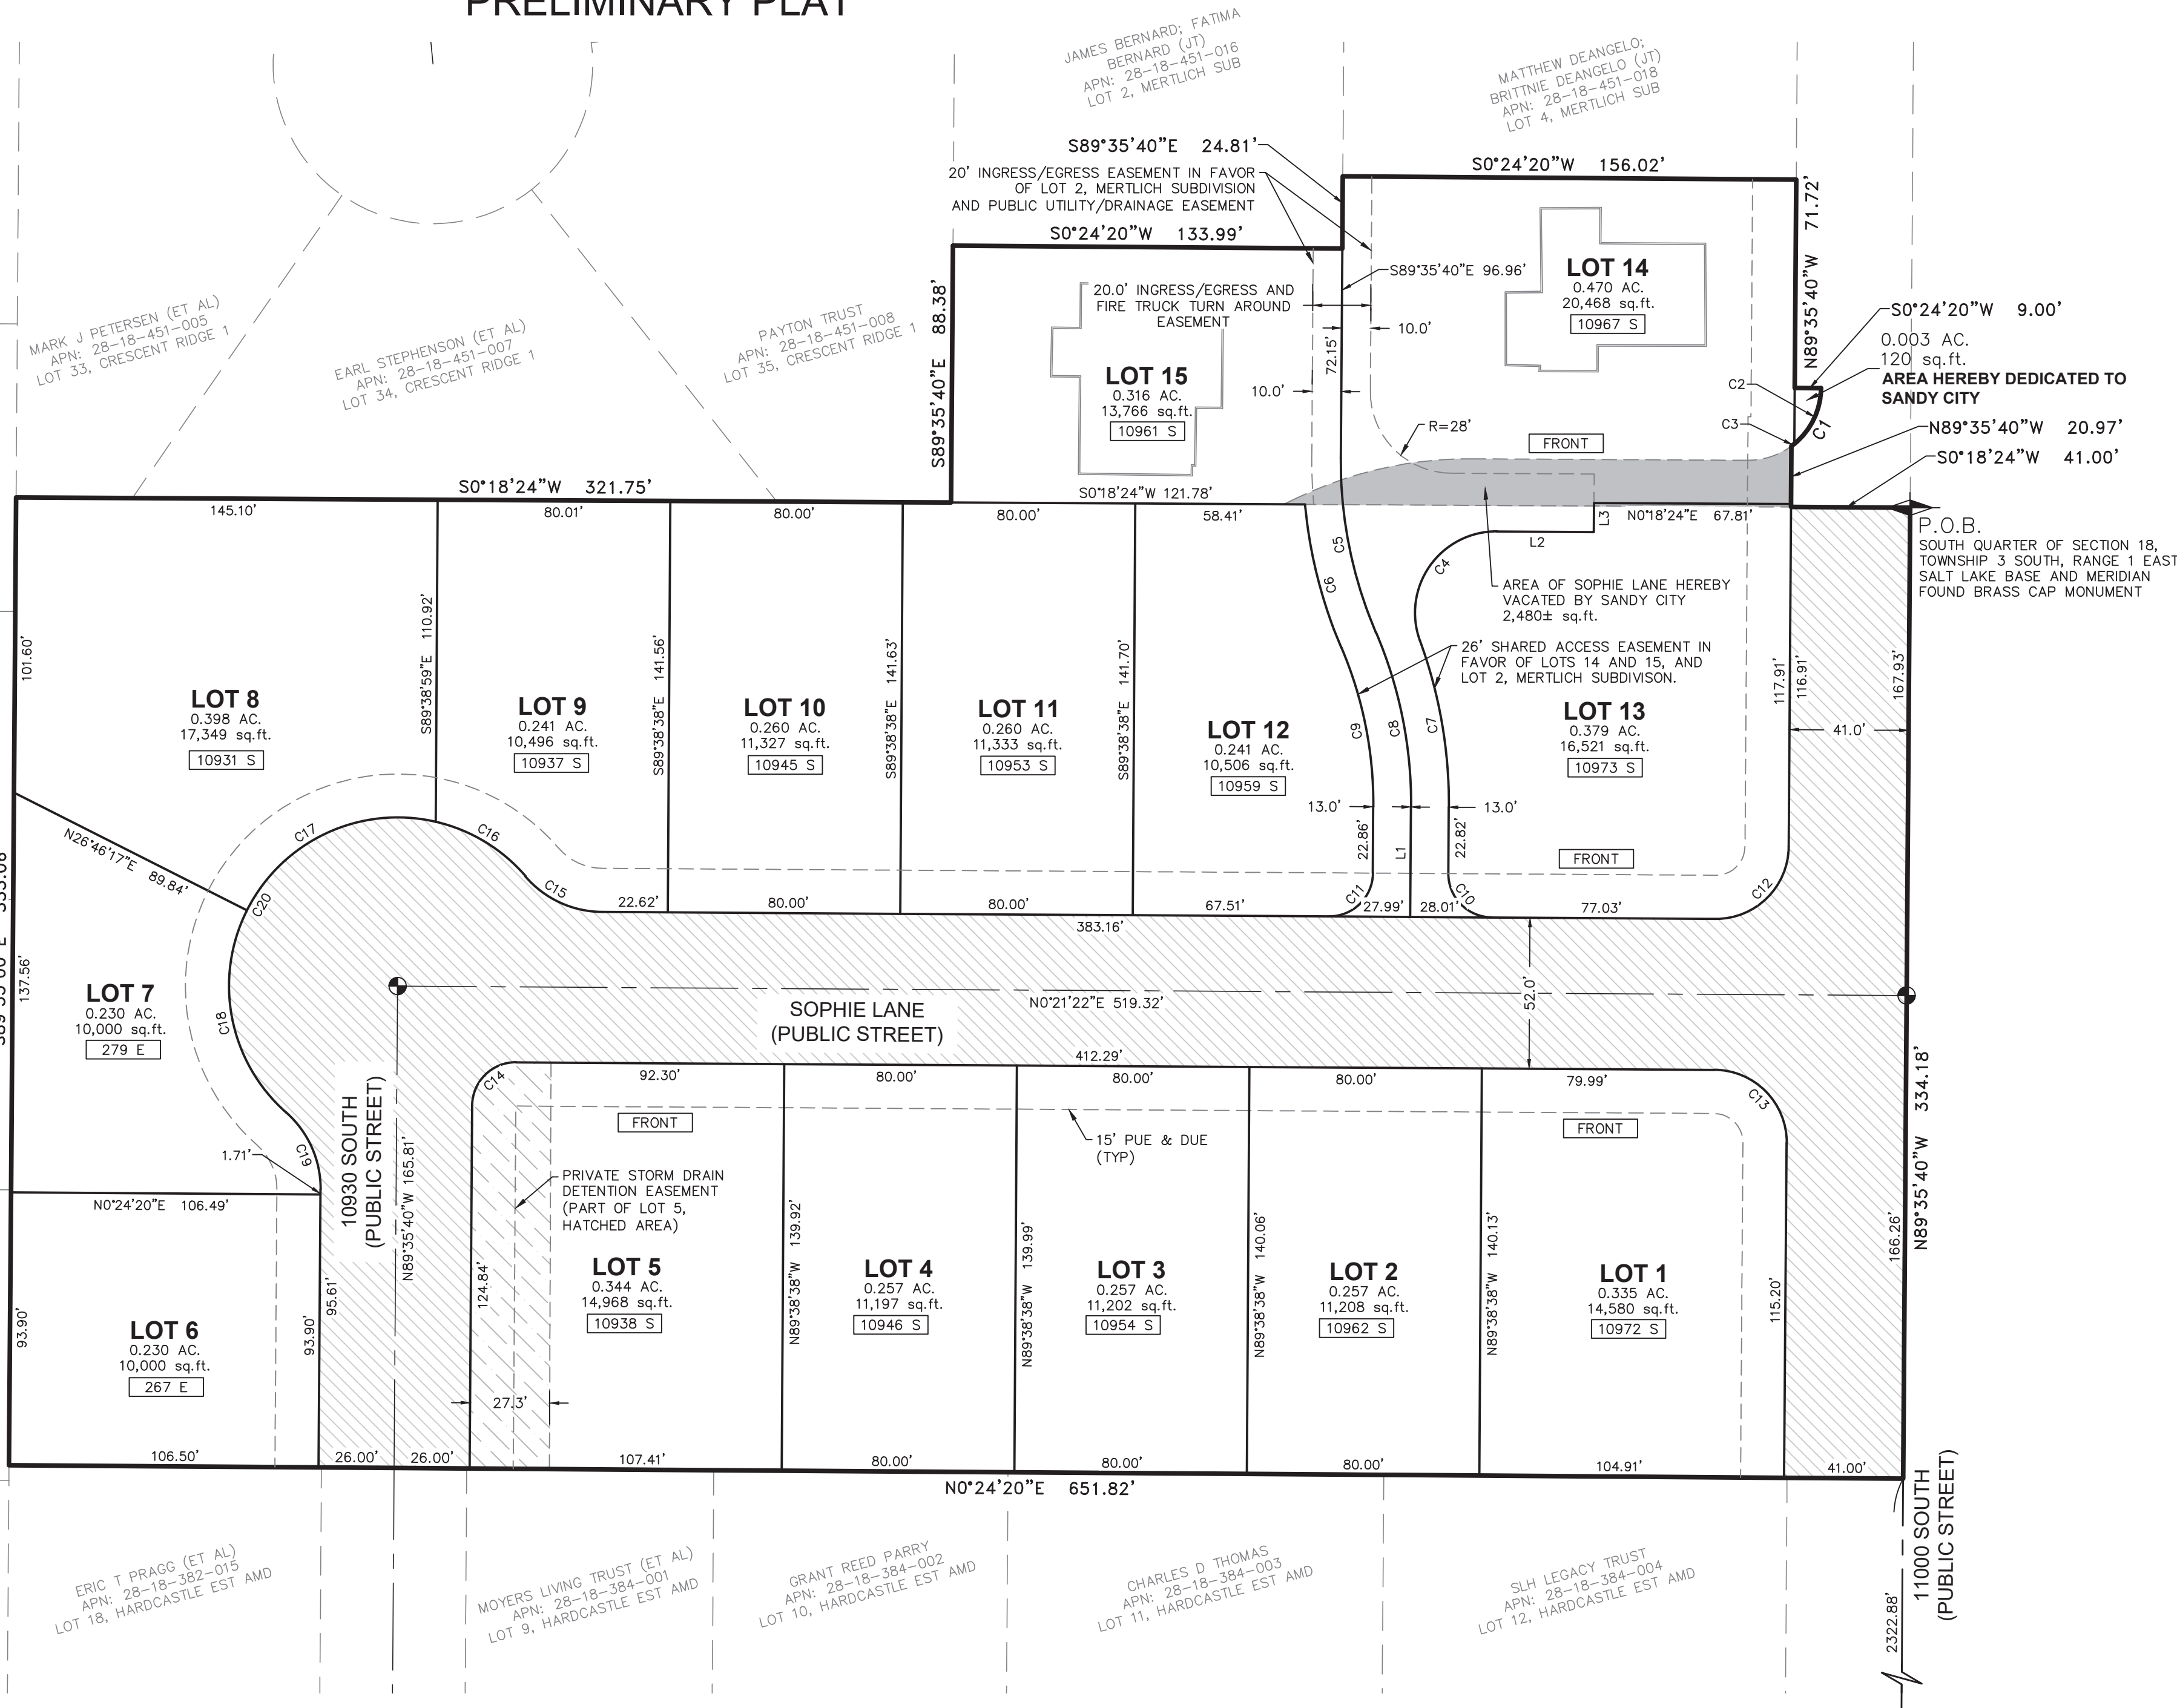 PRELIMINARY PLAT
JAMES BERNARD; FATIMA
BERNARD (JT)
APN: 28-18-451-016
LOT 2, MERTLICH SUB
MATTHEW DEANGELO;
BRITTNIE DEANGELO (JT)
APN: 28-18-451-018
LOT 4, MERTLICH SUB
S89°35'40"E 24.81'
20' INGRESS/EGRESS EASEMENT IN FAVOR
OF LOT 2, MERTLICH SUBDIVISION
AND PUBLIC UTILITY/DRAINAGE EASEMENT
S0°24'20"W 133.99'
S0°24'20"W 156.02'
N89°35'40"W 71.72'
MARK J PETERSEN (ET AL)
APN: 28-18-451-005
LOT 33, CRESCENT RIDGE 1
EARL STEPHENSON (ET AL)
APN: 28-18-451-007
LOT 34, CRESCENT RIDGE 1
PAYTON TRUST
APN: 28-18-451-008
LOT 35, CRESCENT RIDGE 1
S89°35'40"E 88.38'
20.0' INGRESS/EGRESS AND
FIRE TRUCK TURN AROUND
EASEMENT
S89°35'40"E 96.96'
10.0'
72.15'
10.0'
LOT 15
0.316 AC.
13,766 sq.ft.
10961 S
LOT 14
0.470 AC.
20,468 sq.ft.
10967 S
R=28'
FRONT
S0°24'20"W 9.00'
0.003 AC.
120 sq.ft.
AREA HEREBY DEDICATED TO
SANDY CITY
C2
C3
C1
N89°35'40"W 20.97'
S0°18'24"W 41.00'
P.O.B.
SOUTH QUARTER OF SECTION 18,
TOWNSHIP 3 SOUTH, RANGE 1 EAST
SALT LAKE BASE AND MERIDIAN
FOUND BRASS CAP MONUMENT
S0°18'24"W 321.75'
S0°18'24"W 121.78'
145.10'
80.01'
80.00'
80.00'
58.41'
N0°18'24"E 67.81'
L3
L2
C5
C6
C4
AREA OF SOPHIE LANE HEREBY
VACATED BY SANDY CITY
2,480± sq.ft.
26' SHARED ACCESS EASEMENT IN
FAVOR OF LOTS 14 AND 15, AND
LOT 2, MERTLICH SUBDIVISON.
101.60'
S89°38'59"E 110.92'
S89°38'38"E 141.56'
S89°38'38"E 141.63'
S89°38'38"E 141.70'
117.91'
116.91'
167.93'
41.0'
LOT 8
0.398 AC.
17,349 sq.ft.
10931 S
LOT 9
0.241 AC.
10,496 sq.ft.
10937 S
LOT 10
0.260 AC.
11,327 sq.ft.
10945 S
LOT 11
0.260 AC.
11,333 sq.ft.
10953 S
LOT 12
0.241 AC.
10,506 sq.ft.
10959 S
LOT 13
0.379 AC.
16,521 sq.ft.
10973 S
C9
C8
C7
13.0'
13.0'
22.86'
L1
22.82'
FRONT
N26°46'17"E 89.84'
C17
C16
C20
C15
C11
C10
C12
22.62'
80.00'
80.00'
67.51'
27.99'
28.01'
77.03'
383.16'
137.56'
LOT 7
0.230 AC.
10,000 sq.ft.
279 E
C18
SOPHIE LANE
(PUBLIC STREET)
N0°21'22"E 519.32'
52.0'
412.29'
C14
92.30'
80.00'
80.00'
80.00'
79.99'
C13
FRONT
FRONT
15' PUE & DUE
(TYP)
1.71'
C19
10930 SOUTH
(PUBLIC STREET)
N89°35'40"W 165.81'
PRIVATE STORM DRAIN
DETENTION EASEMENT
(PART OF LOT 5,
HATCHED AREA)
N0°24'20"E 106.49'
N89°35'40"W 334.18'
166.26'
LOT 6
0.230 AC.
10,000 sq.ft.
267 E
93.90'
93.90'
95.61'
124.84'
LOT 5
0.344 AC.
14,968 sq.ft.
10938 S
N89°38'38"W 139.92'
LOT 4
0.257 AC.
11,197 sq.ft.
10946 S
N89°38'38"W 139.99'
LOT 3
0.257 AC.
11,202 sq.ft.
10954 S
N89°38'38"W 140.06'
LOT 2
0.257 AC.
11,208 sq.ft.
10962 S
N89°38'38"W 140.13'
LOT 1
0.335 AC.
14,580 sq.ft.
10972 S
115.20'
27.3'
106.50'
26.00'
26.00'
107.41'
80.00'
80.00'
80.00'
104.91'
41.00'
N0°24'20"E 651.82'
11000 SOUTH
(PUBLIC STREET)
2322.88'
ERIC T PRAGG (ET AL)
APN: 28-18-382-015
LOT 18, HARDCASTLE EST AMD
MOYERS LIVING TRUST (ET AL)
APN: 28-18-384-001
LOT 9, HARDCASTLE EST AMD
GRANT REED PARRY
APN: 28-18-384-002
LOT 10, HARDCASTLE EST AMD
CHARLES D THOMAS
APN: 28-18-384-003
LOT 11, HARDCASTLE EST AMD
SLH LEGACY TRUST
APN: 28-18-384-004
LOT 12, HARDCASTLE EST AMD